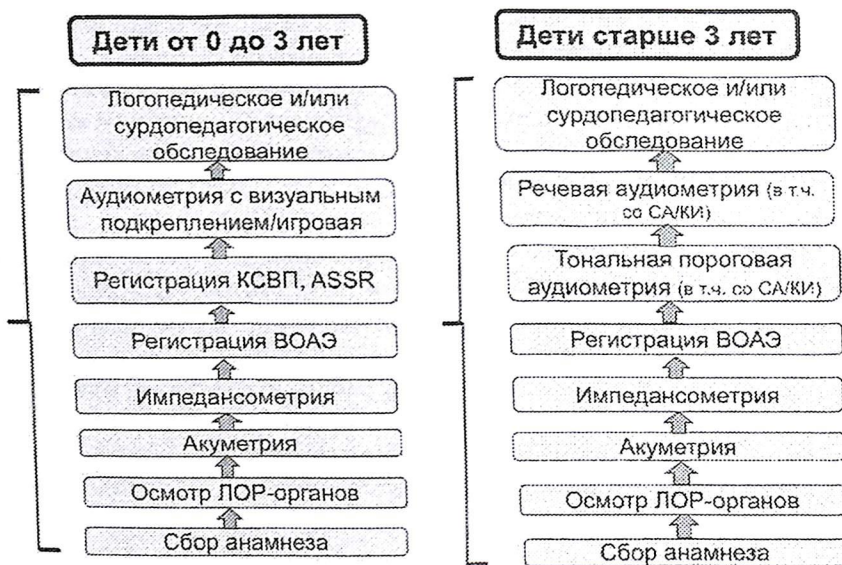 Дети от 0 до 3 лет
Логопедическое и/или
сурдопедагогическое
обследование
Аудиометрия с визуальным
подкреплением/игровая
Регистрация КСВП, ASSR
Регистрация ВОАЭ
Импедансометрия
Акуметрия
Осмотр ЛОР-органов
Сбор анамнеза
Дети старше 3 лет
Логопедическое и/или
сурдопедагогическое
обследование
Речевая аудиометрия (в т.ч.
со СА/КИ)
Тональная пороговая
аудиометрия (в т.ч. со СА/КИ)
Регистрация ВОАЭ
Импедансометрия
Акуметрия
Осмотр ЛОР-органов
Сбор анамнеза